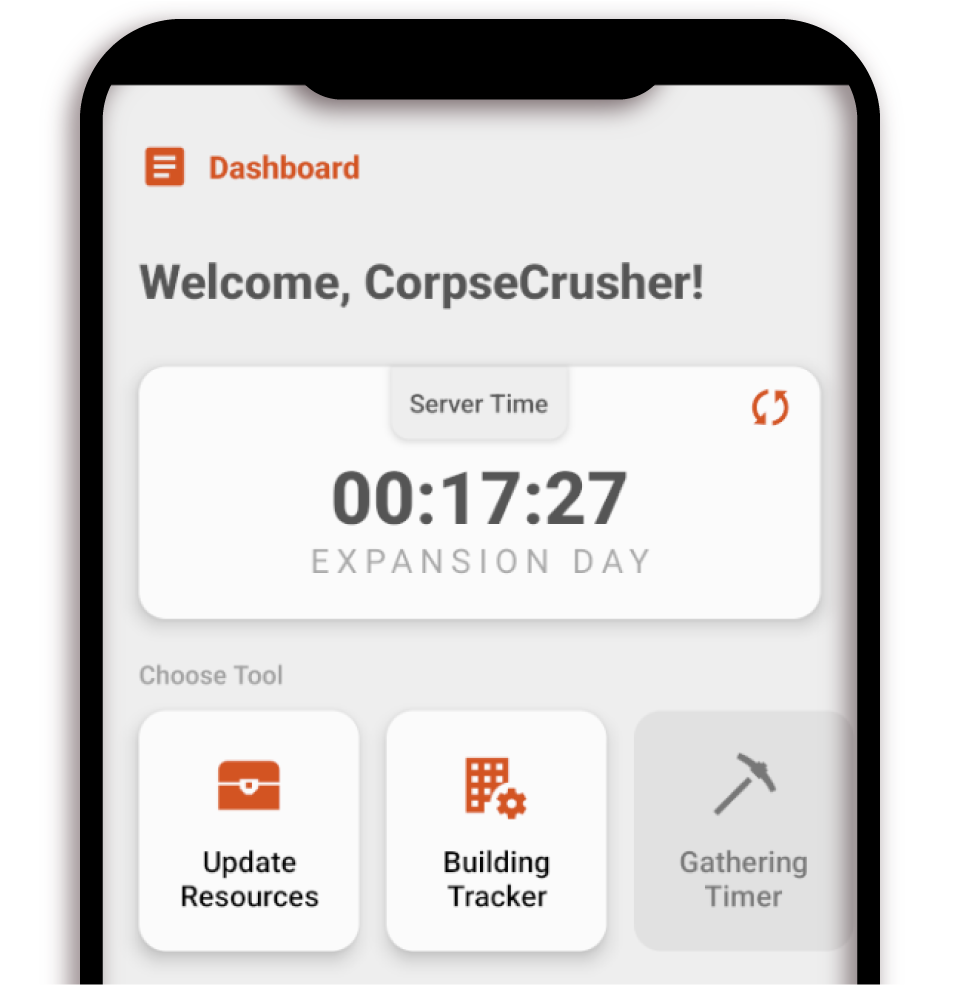 Dashboard
Welcome, CorpseCrusher!
Server Time
00:17:27
EXPANSION DAY
Choose Tool
Update
Resources
Building
Tracker
Gathering
Timer